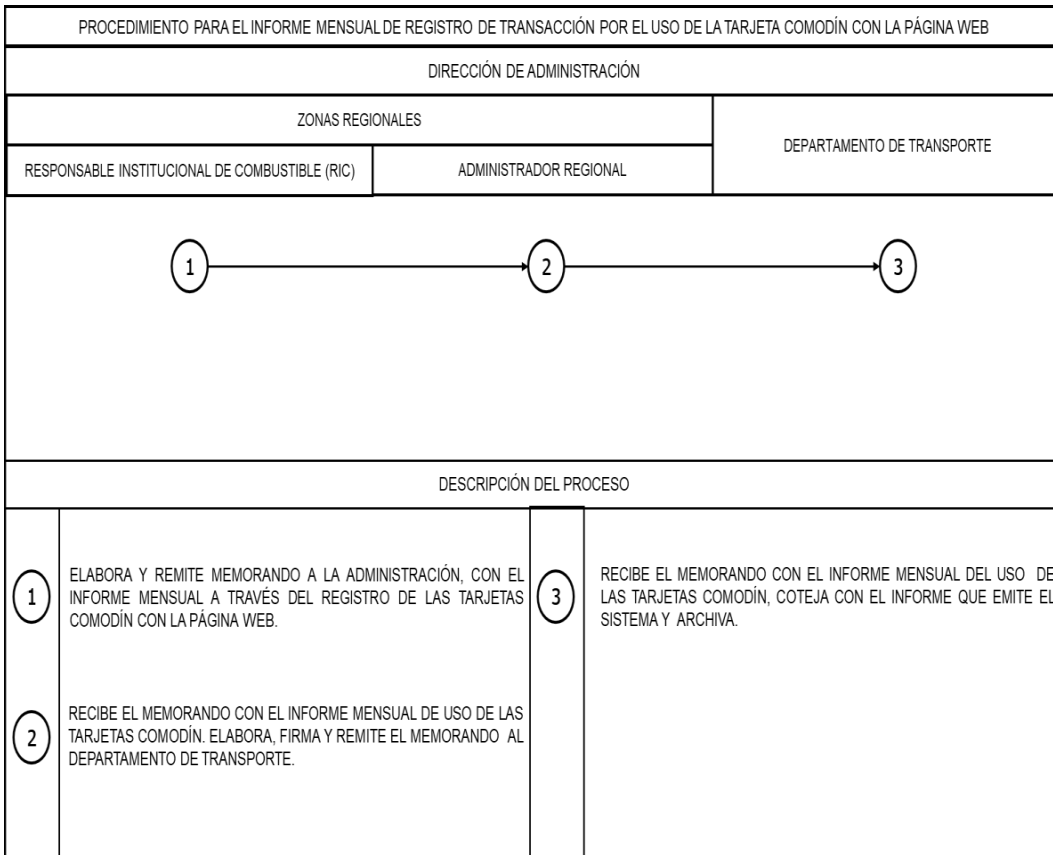 PROCEDIMIENTO PARA EL INFORME MENSUAL DE REGISTRO DE TRANSACCIÓN POR EL USO DE LA TARJETA COMODÍN CON LA PÁGINA WEB
DIRECCIÓN DE ADMINISTRACIÓN
ZONAS REGIONALES
DEPARTAMENTO DE TRANSPORTE
RESPONSABLE INSTITUCIONAL DE COMBUSTIBLE (RIC)
ADMINISTRADOR REGIONAL
1
2
3
DESCRIPCIÓN DEL PROCESO
1
ELABORA Y REMITE MEMORANDO A LA ADMINISTRACIÓN, CON EL
INFORME MENSUAL A TRAVÉS DEL REGISTRO DE LAS TARJETAS
COMODÍN CON LA PÁGINA WEB.
2
RECIBE EL MEMORANDO CON EL INFORME MENSUAL DE USO DE LAS
TARJETAS COMODÍN. ELABORA, FIRMA Y REMITE EL MEMORANDO AL
DEPARTAMENTO DE TRANSPORTE.
3
RECIBE EL MEMORANDO CON EL INFORME MENSUAL DEL USO DE
LAS TARJETAS COMODÍN, COTEJA CON EL INFORME QUE EMITE EL
SISTEMA Y ARCHIVA.